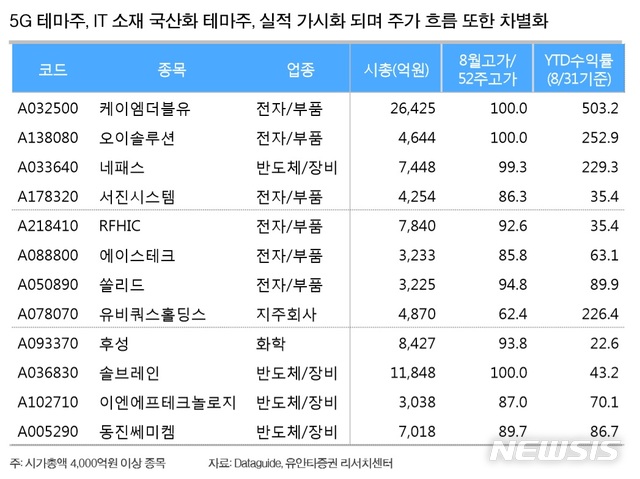 5G 테마주, IT 소재 국산화 테마주, 실적 가시화 되며 주가 흐름 또한 차별화
코드 종목 업종 시총(억원) 8월고가/ 52주고가 YTD수익률 (8/31기준)
A032500 케이엠더블유 전자/부품 26,425 100.0 503.2
A138080 오이솔루션 전자/부품 4,644 100.0 252.9
A033640 네패스 반도체/장비 7,448 99.3 229.3
A178320 서진시스템 전자/부품 4,254 86.3 35.4
A218410 RFHIC 전자/부품 7,840 92.6 35.4
A088800 에이스테크 전자/부품 3,233 85.8 63.1
A050890 쏠리드 전자/부품 3,225 94.8 89.9
A078070 유비쿼스홀딩스 지주회사 4,870 62.4 226.4
A093370 후성 화학 8,427 93.8 22.6
A036830 솔브레인 반도체/장비 11,848 100.0 43.2
A102710 이엔에프테크놀로지 반도체/장비 3,038 87.0 70.1
A005290 동진쎄미켐 반도체/장비 7,018 89.7 86.7
주: 시가총액 4,000억원 이상 종목 자료: Dataguide, 유안타증권 리서치센터
NEWSIS